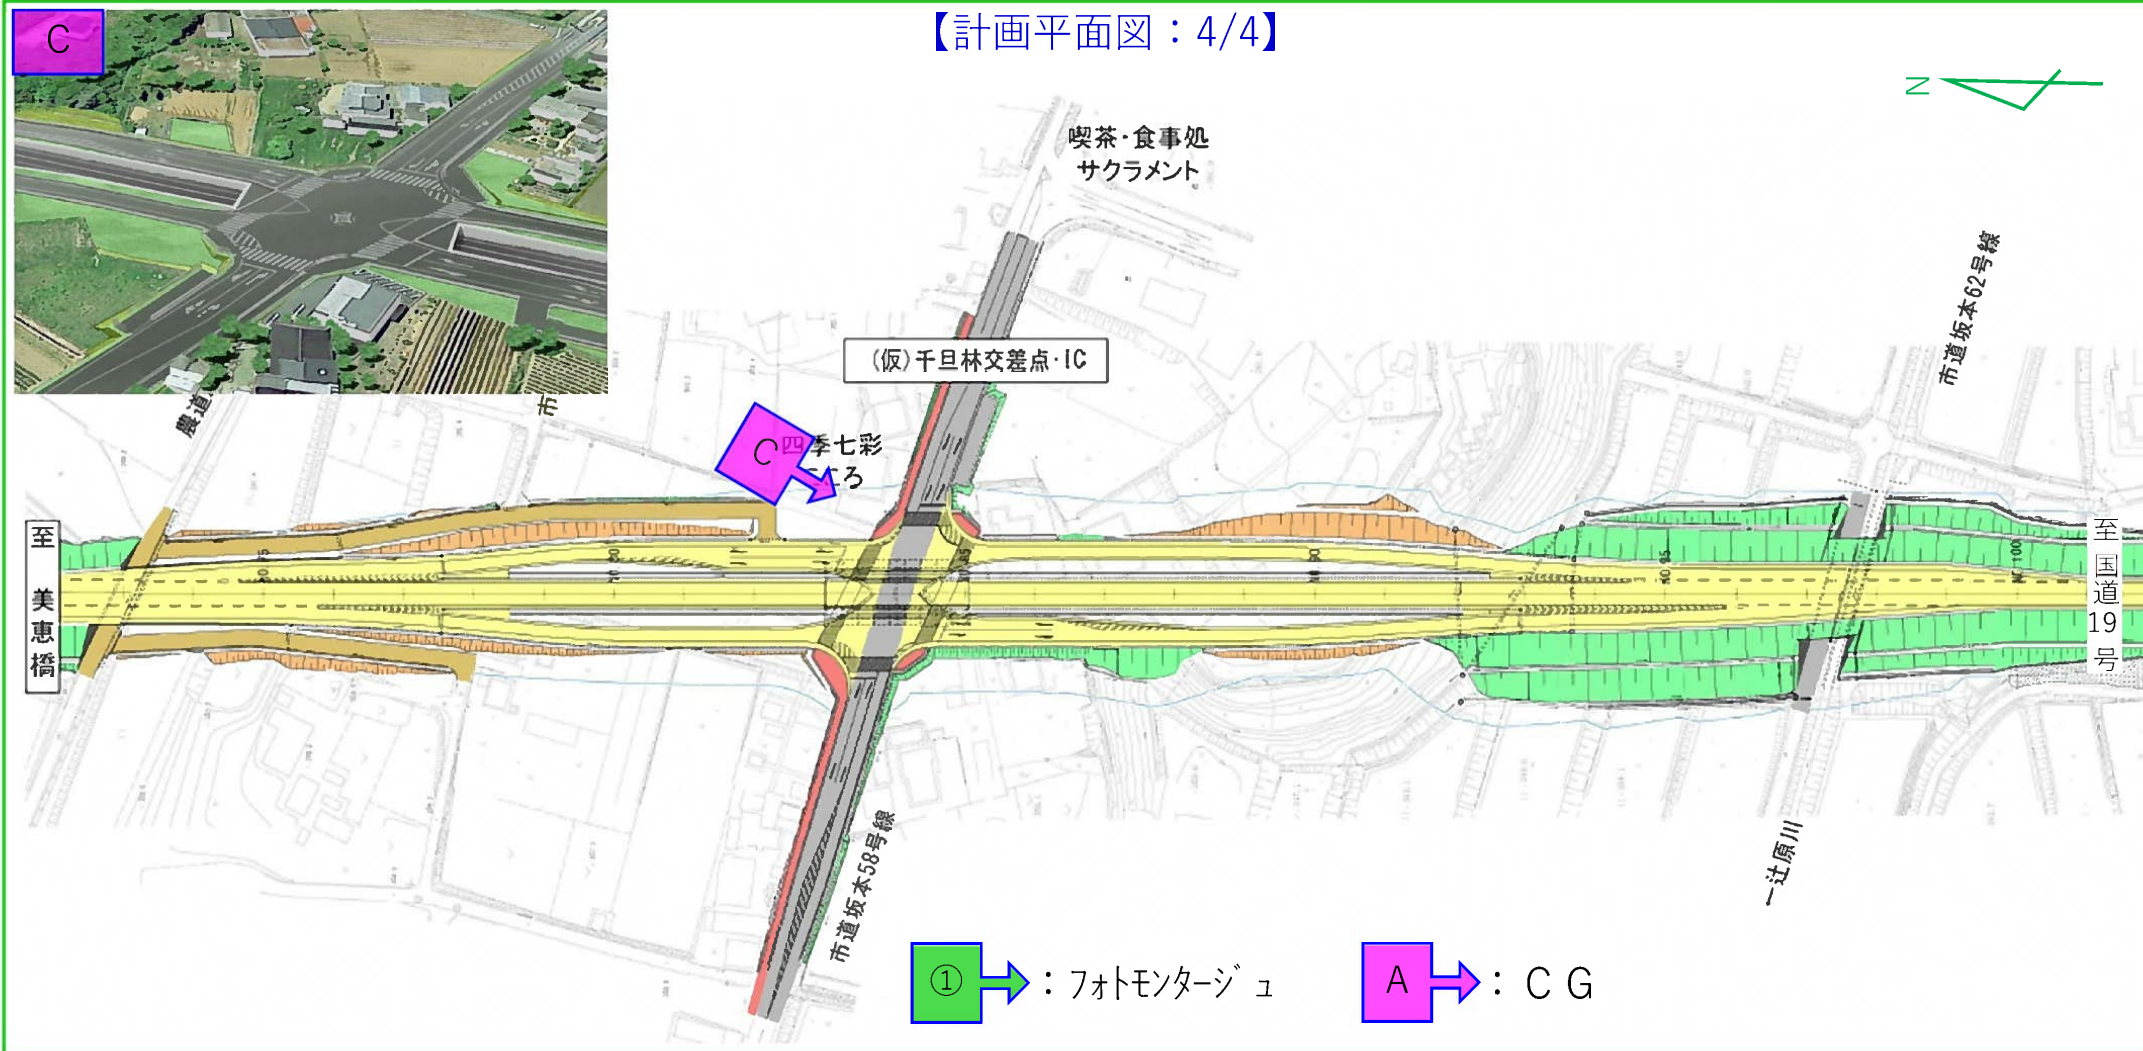 C
【計画平面図：4/4】
N
喫茶・食事処
サクラメント
市道坂本62号線
(仮)千旦林交差点・IC
農道
市
C
四季七彩
ころ
至
美
恵
橋
至
国
道
19
号
市道坂本58号線
辻原川
①
：ﾌｫﾄﾓﾝﾀｰｼﾞｭ
A
：ＣＧ